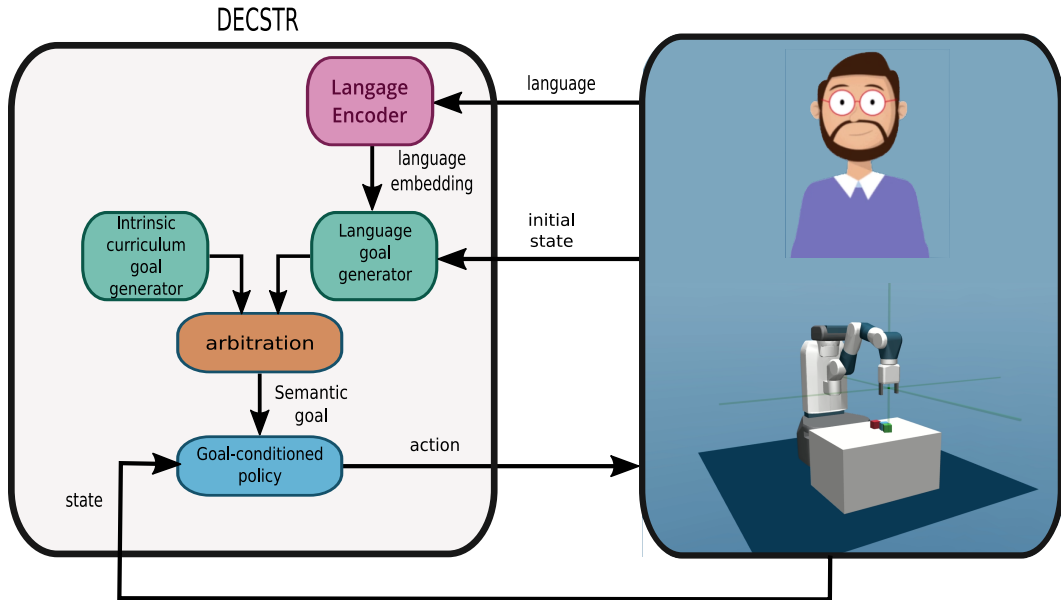 DECSTR
Langage
Encoder
language
language
embedding
Intrinsic
curriculum
goal
generator
Language
goal
generator
initial
state
arbitration
Semantic
goal
Goal-conditioned
policy
action
state